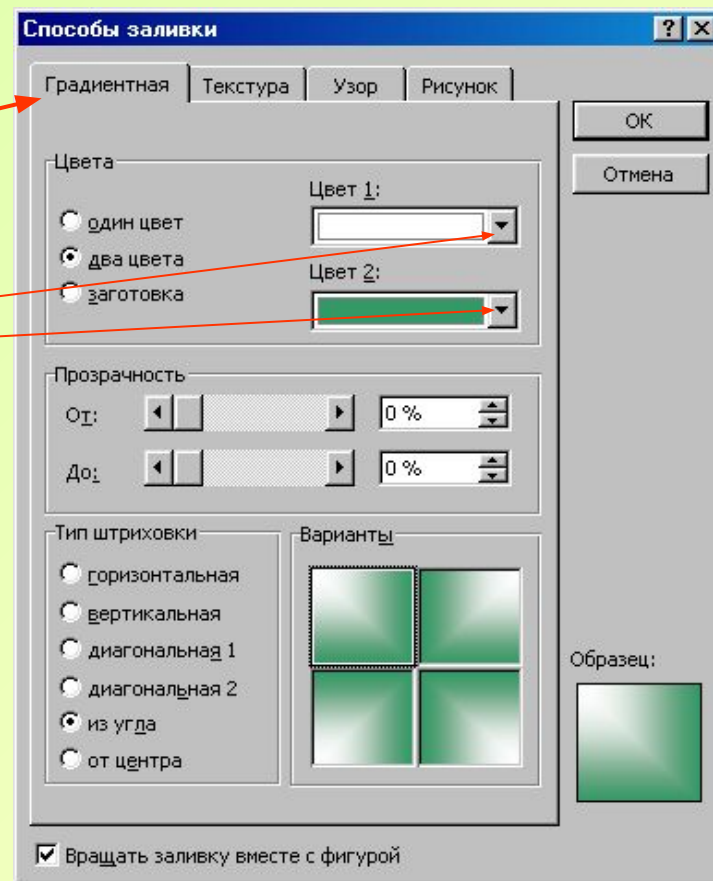 Способы заливки
Градиентная Текстура Узор Рисунок
ОК
Отмена
Цвета
один цвет
два цвета
заготовка
Цвет 1:
Цвет 2:
Прозрачность
От: 0 %
До: 0 %
Тип штриховки
горизонтальная
вертикальная
диагональная 1
диагональная 2
из угла
от центра
Варианты
Образец:
Вращать заливку вместе с фигурой